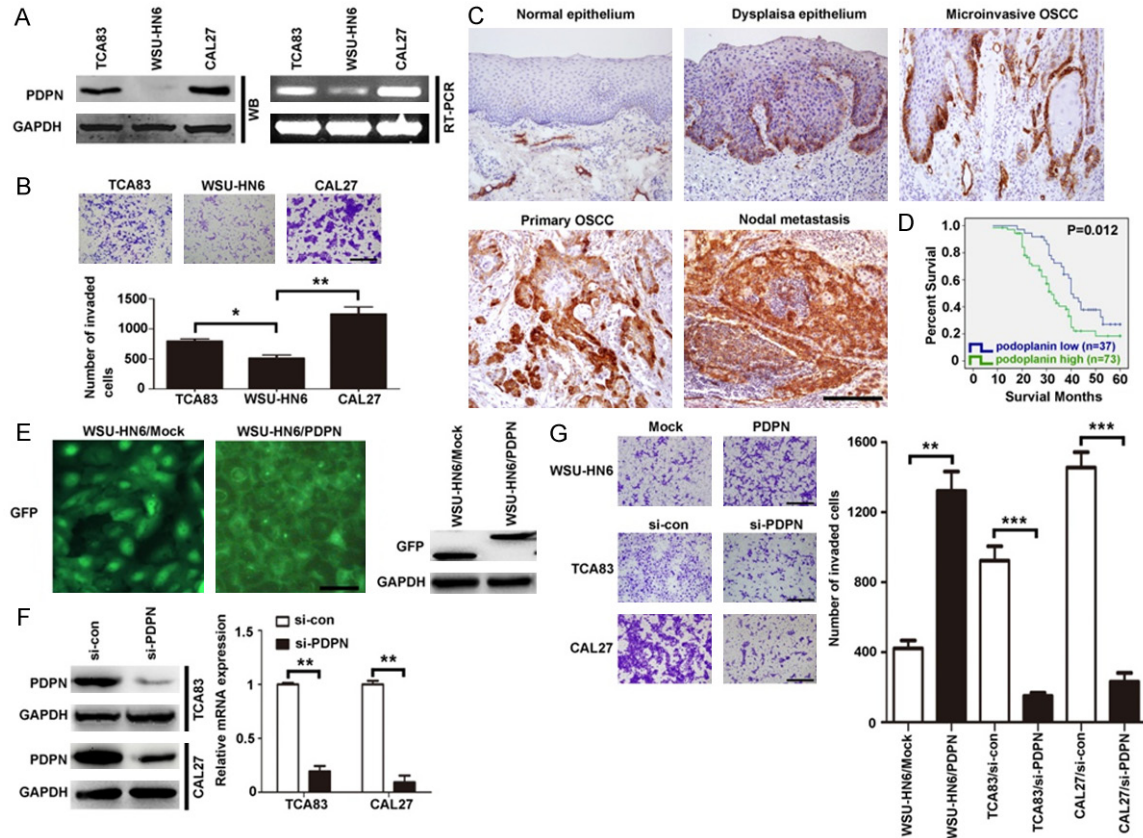 A
TCA83
WSU-HN6
CAL27
TCA83
WSU-HN6
CAL27
PDPN
GAPDH
WB
RT-PCR
B
TCA83
WSU-HN6
CAL27
Number of invaded
cells
1500
1000
500
0
*
**
TCA83
WSU-HN6
CAL27
C
Normal epithelium
Dysplaisa epithelium
Microinvasive OSCC
Primary OSCC
Nodal metastasis
D
P=0.012
Percent Survival
1.0
0.8
0.6
0.4
0.2
0
podoplanin low (n=37)
podoplanin high (n=73)
0 10 20 30 40 50 60
Survial Months
E
WSU-HN6/Mock
WSU-HN6/PDPN
GFP
WSU-HN6/Mock
WSU-HN6/PDPN
GFP
GAPDH
F
si-con
si-PDPN
PDPN
GAPDH
TCA83
PDPN
GAPDH
CAL27
Relative mRNA expression
si-con
si-PDPN
1.5
1
0.5
0
**
**
TCA83
CAL27
G
Mock
PDPN
WSU-HN6
si-con
si-PDPN
TCA83
CAL27
Number of invaded cells
1600
1200
800
400
0
**
***
***
WSU-HN6/Mock
WSU-HN6/PDPN
TCA83/si-con
TCA83/si-PDPN
CAL27/si-con
CAL27/si-PDPN